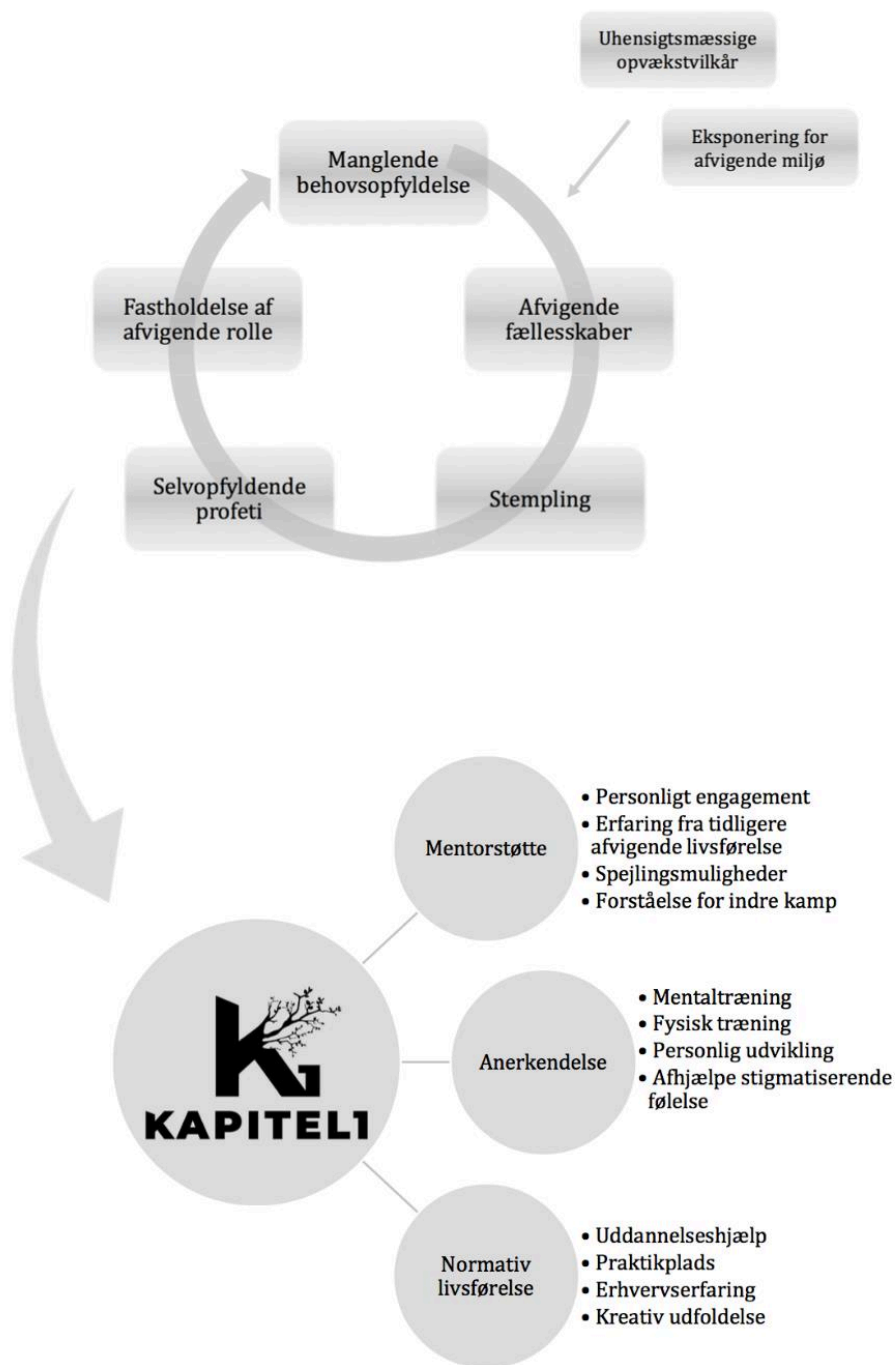 Uhensigtsmæssige
opvækstvilkår
Eksponering for
afvigende miljø
Manglende
behovsopfyldelse
Afvigende
fællesskaber
Stempling
Selvopfyldende
profeti
Fastholdelse af
afvigende rolle
Mentorstøtte
• Personligt engagement
• Erfaring fra tidligere
afvigende livsførelse
• Spejlingsmuligheder
• Forståelse for indre kamp
K1
KAPITEL1
Anerkendelse
• Mentaltræning
• Fysisk træning
• Personlig udvikling
• Afhjælpe stigmatiserende
følelse
Normativ
livsførelse
• Uddannelseshjælp
• Praktikplads
• Erhvervserfaring
• Kreativ udfoldelse